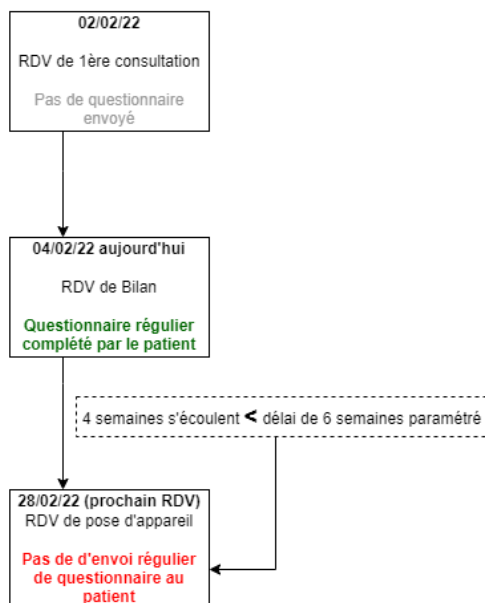 02/02/22
RDV de 1ère consultation
Pas de questionnaire
envoyé
04/02/22 aujourd'hui
RDV de Bilan
Questionnaire régulier
complété par le patient
4 semaines s'écoulent < délai de 6 semaines paramétré
28/02/22 (prochain RDV)
RDV de pose d'appareil
Pas de d'envoi régulier
de questionnaire au
patient